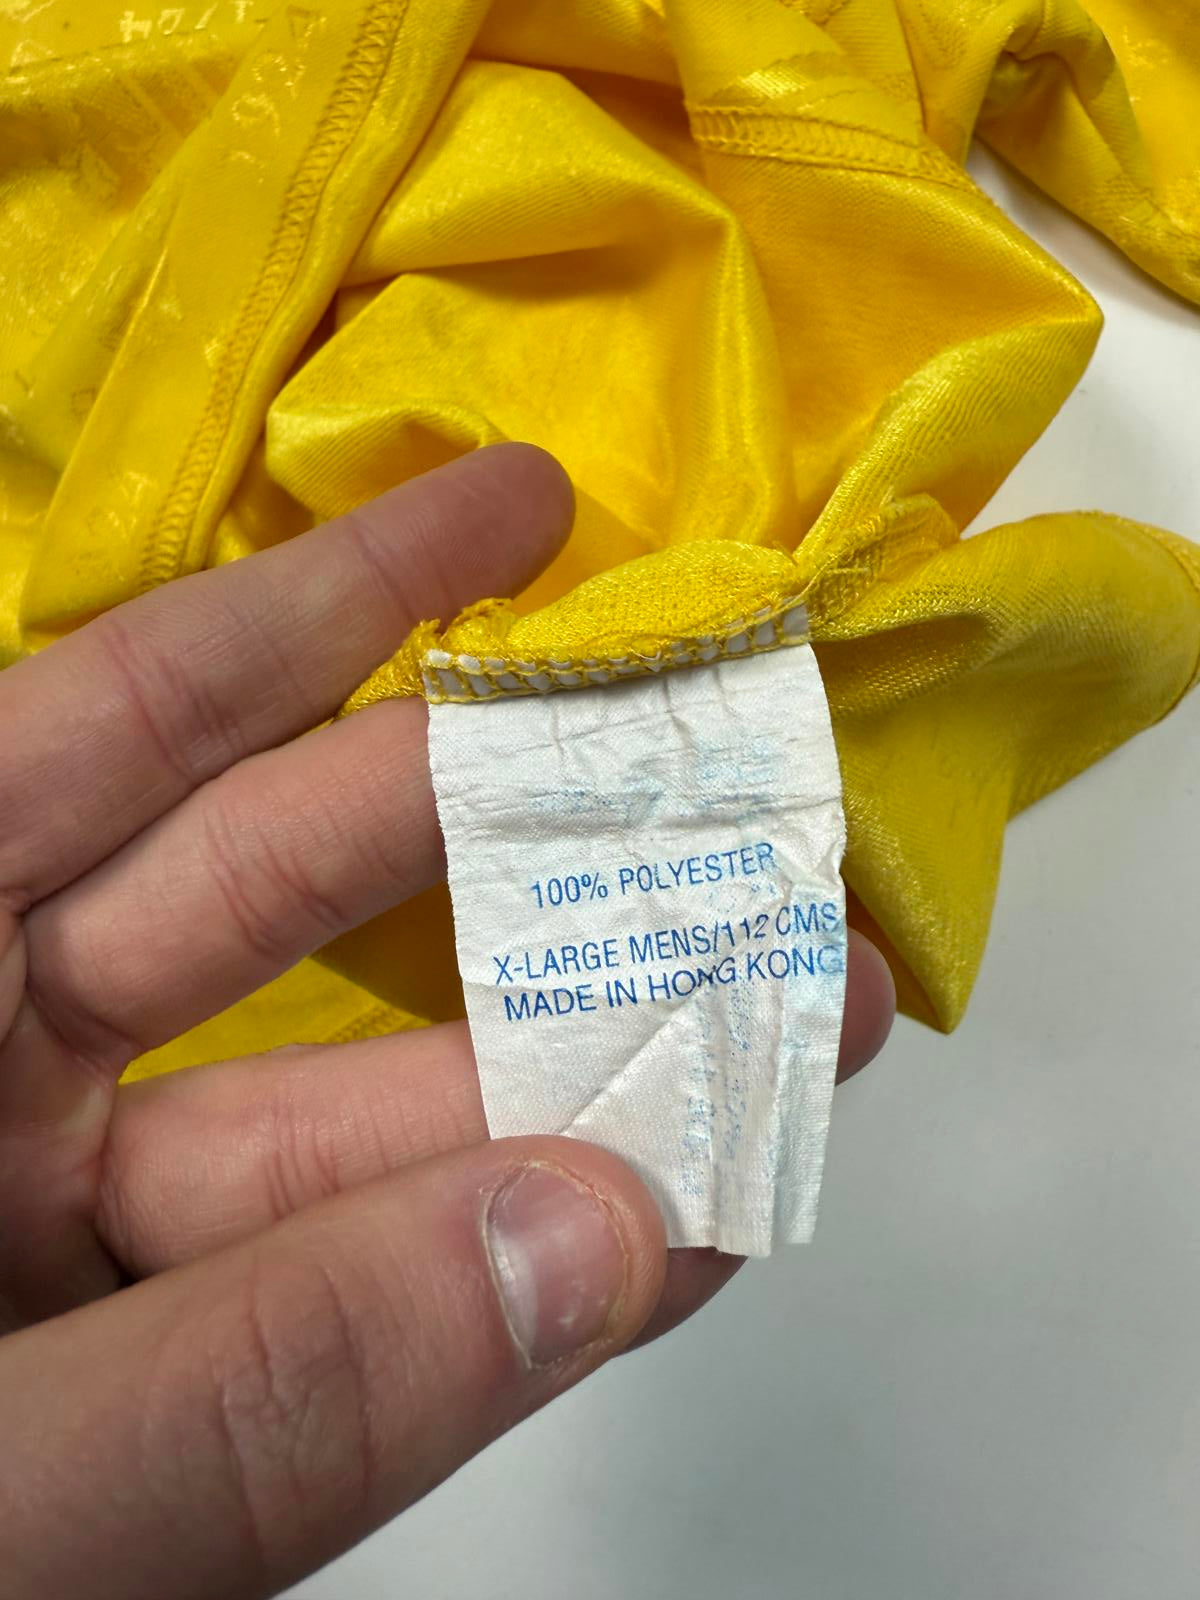 100% POLYESTER
X-LARGE MENS/112 CMS
MADE IN HONG KONG